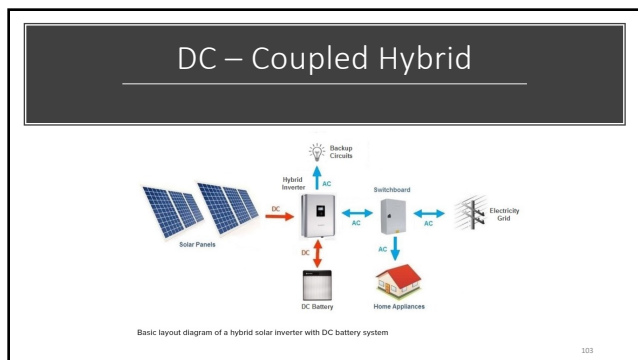 DC – Coupled Hybrid
Backup
Circuits
Hybrid
Inverter
AC
Switchboard
DC
AC
AC
Electricity
Grid
Solar Panels
DC
AC
DC Battery
Home Appliances
Basic layout diagram of a hybrid solar inverter with DC battery system
103